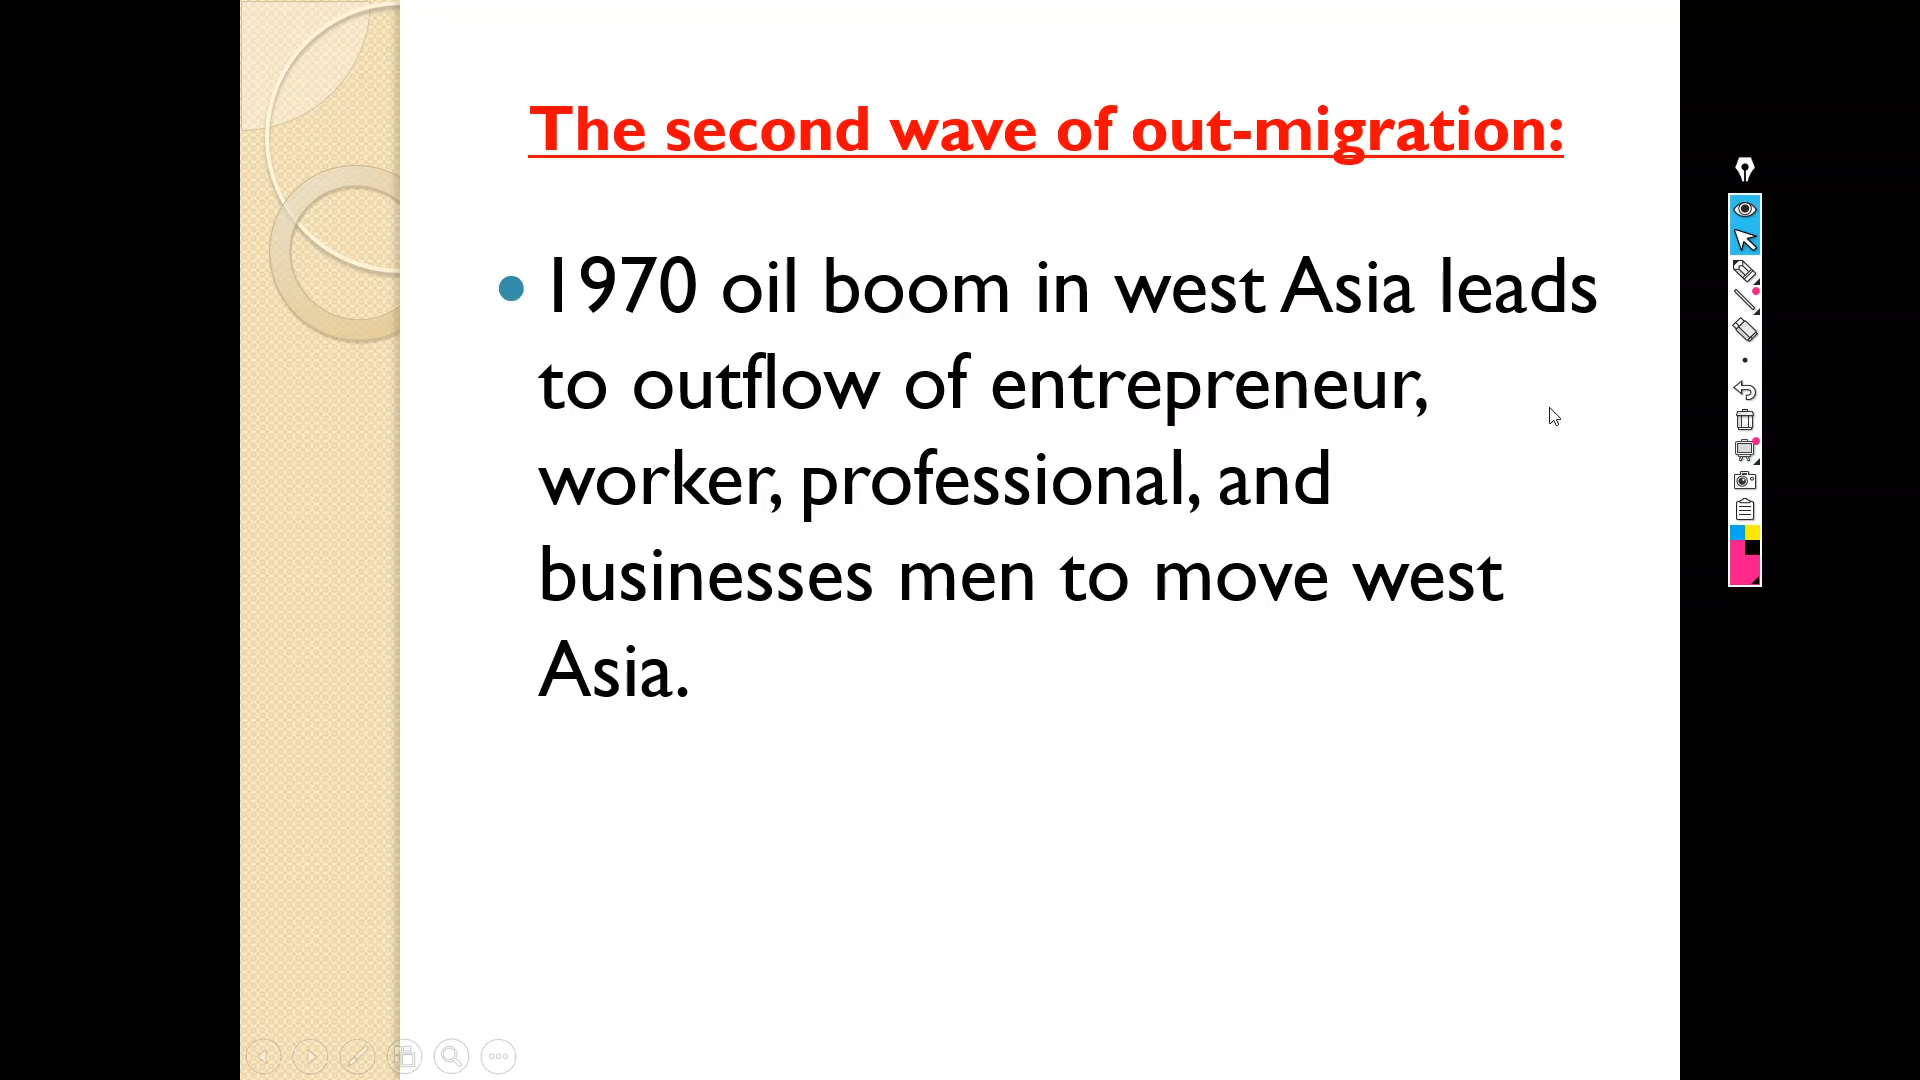 The second wave of out-migration:
1970 oil boom in west Asia leads
to outflow of entrepreneur,
worker, professional, and
businesses men to move west
Asia.